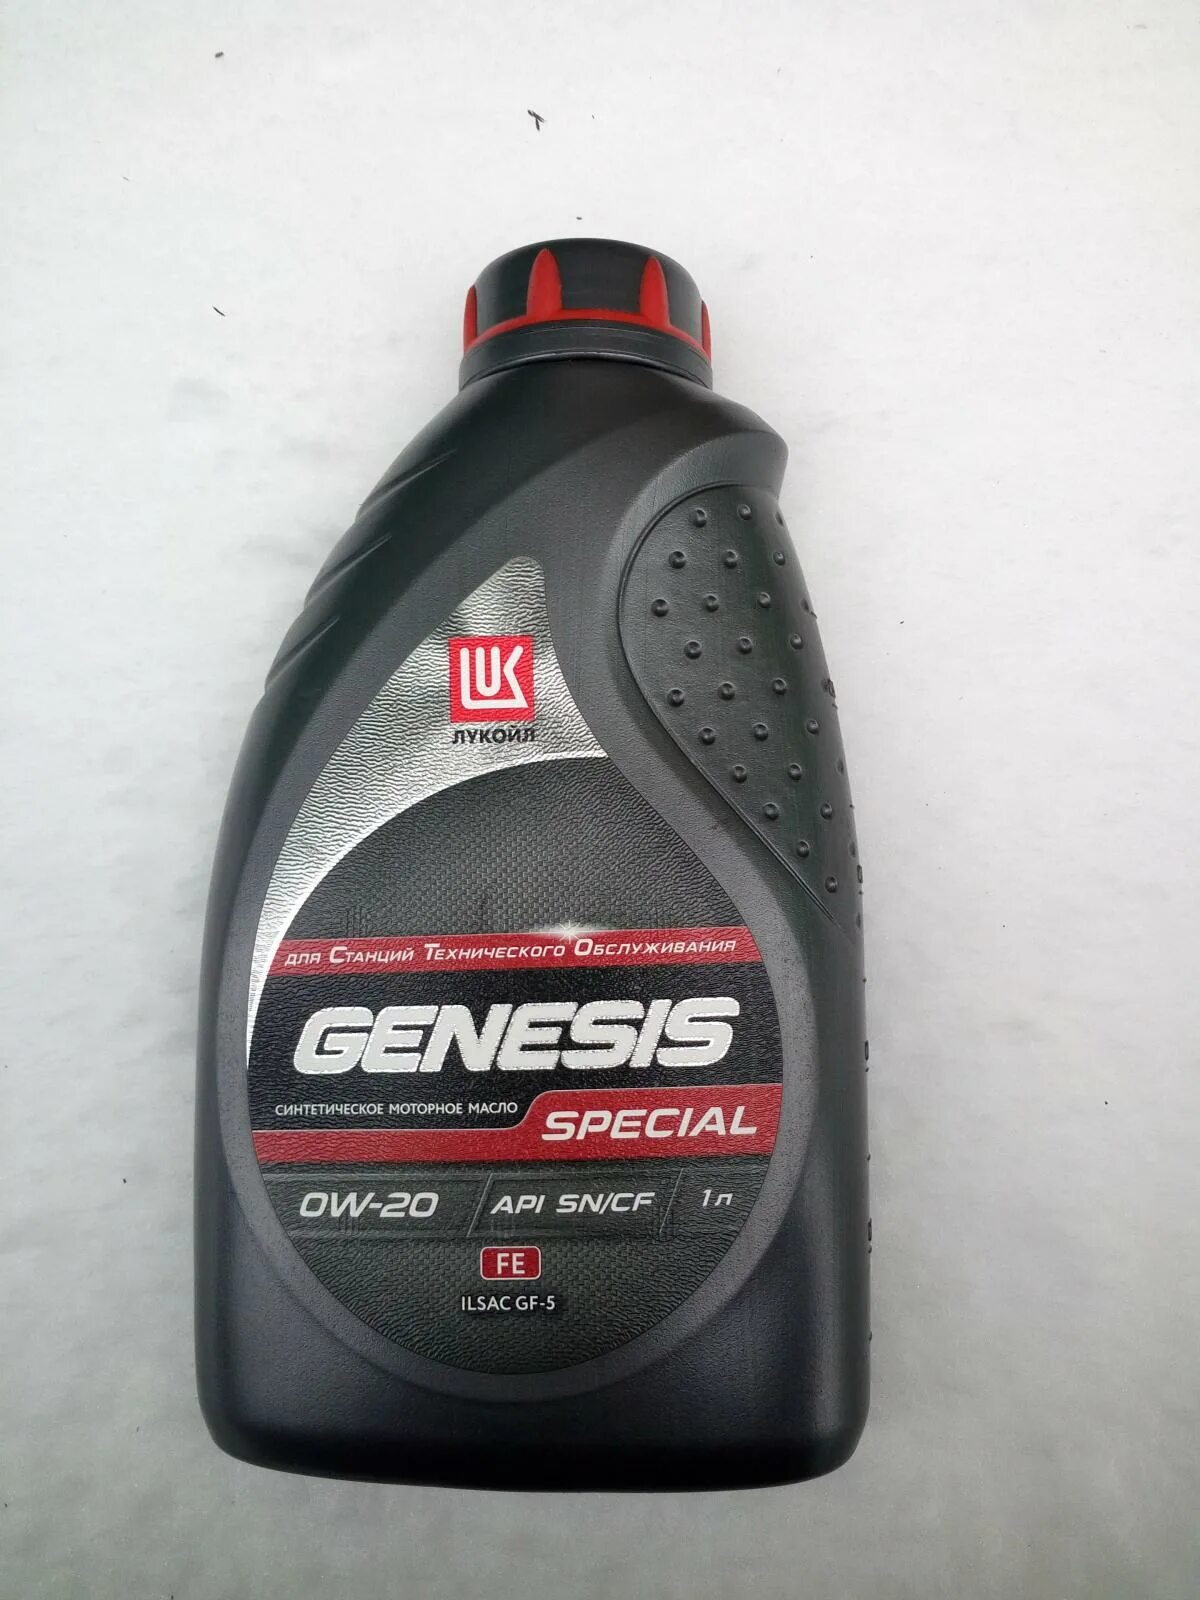 LUK
ЛУКОЙЛ
для Станций Технического Обслуживания
GENESIS
СИНТЕТИЧЕСКОЕ МОТОРНОЕ МАСЛО
SPECIAL
0W-20 API SN/CF 1 л
FE
ILSAC GF-5